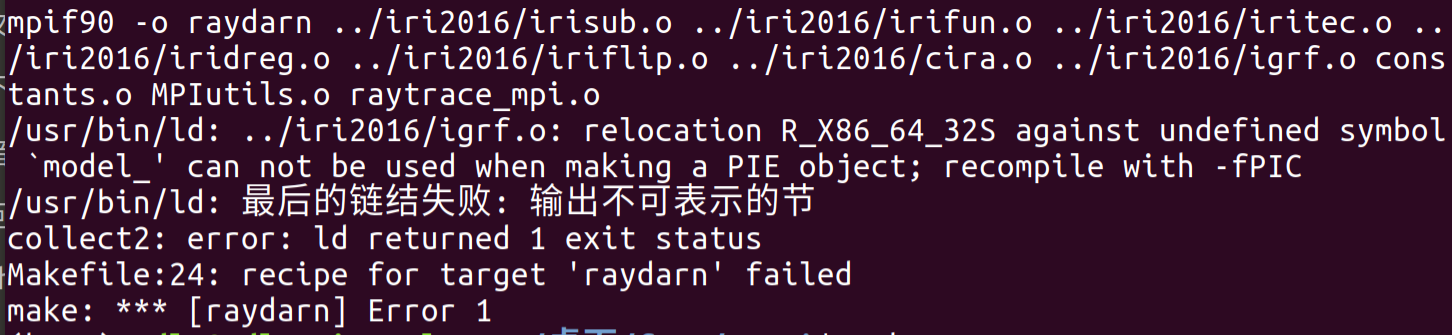 mpif90 -o raydarn ../iri2016/irisub.o ../iri2016/irifun.o ../iri2016/iritec.o ..
/iri2016/iridreg.o ../iri2016/iriflip.o ../iri2016/cira.o ../iri2016/igrf.o cons
tants.o MPIutils.o raytrace_mpi.o
/usr/bin/ld: ../iri2016/igrf.o: relocation R_X86_64_32S against undefined symbol
 `model_' can not be used when making a PIE object; recompile with -fPIC
/usr/bin/ld: 最后的链结失败: 输出不可表示的节
collect2: error: ld returned 1 exit status
Makefile:24: recipe for target 'raydarn' failed
make: *** [raydarn] Error 1